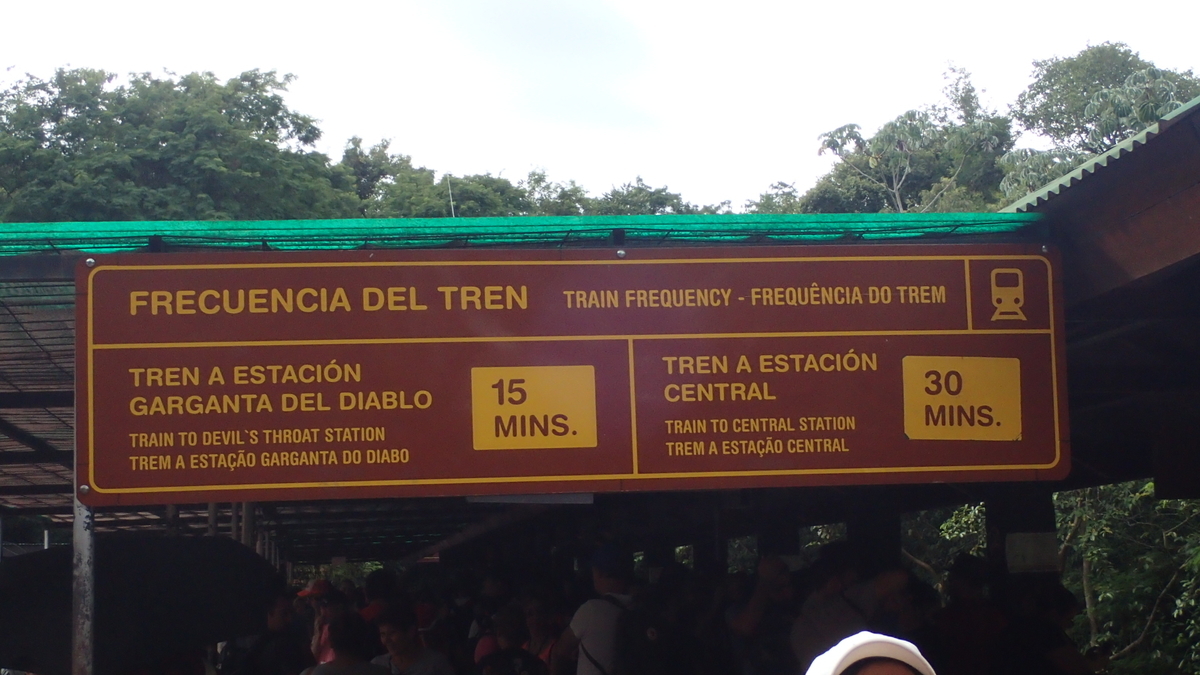 FRECUENCIA DEL TREN
TRAIN FREQUENCY - FREQUÊNCIA DO TREM
TREN A ESTACIÓN
GARGANTA DEL DIABLO
TRAIN TO DEVIL`S THROAT STATION
TREM A ESTAÇÃO GARGANTA DO DIABO
15
MINS.
TREN A ESTACIÓN
CENTRAL
TRAIN TO CENTRAL STATION
TREM A ESTAÇÃO CENTRAL
30
MINS.